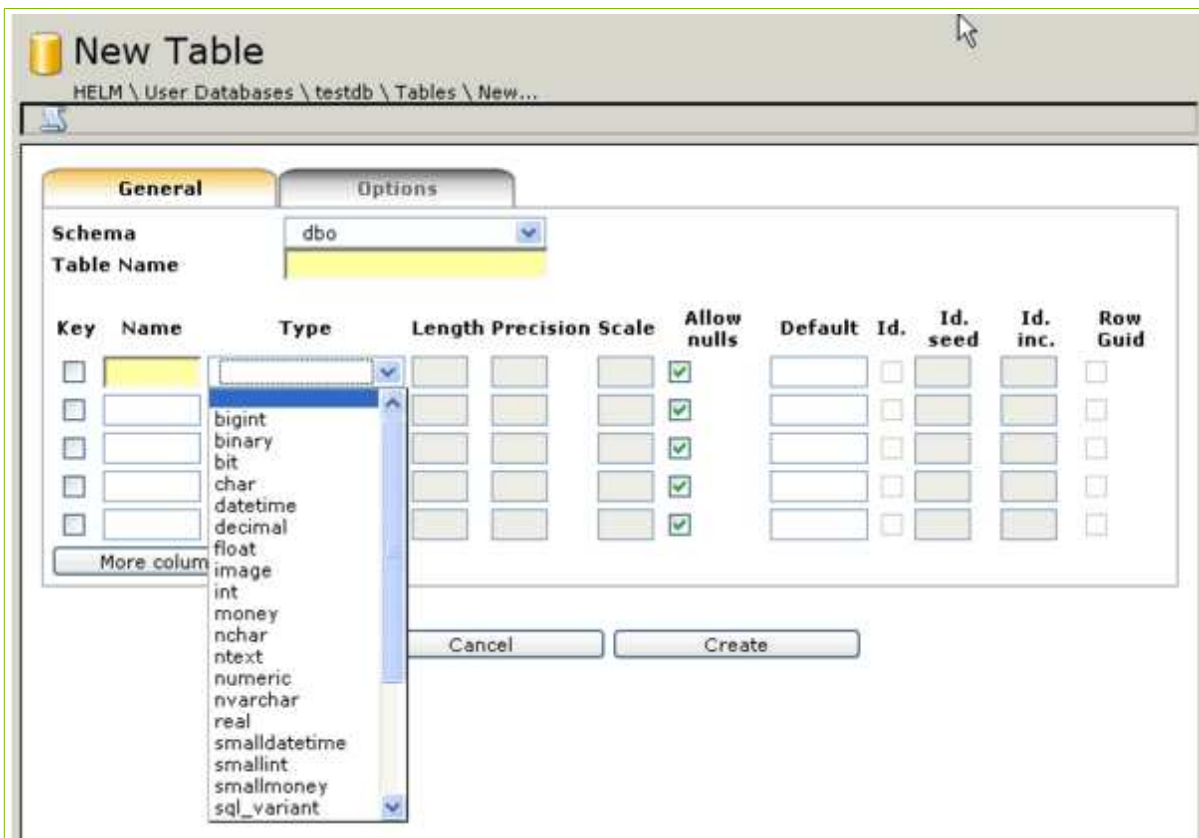 New Table
HELM \ User Databases \ testdb \ Tables \ New...
General Options
Schema dbo
Table Name
Key Name Type Length Precision Scale Allow nulls Default Id. Id. seed Id. inc. Row Guid
bigint
binary
bit
char
datetime
decimal
float
More colum
image
int
money
nchar
Cancel Create
ntext
numeric
nvarchar
real
smalldatetime
smallint
smallmoney
sql_variant